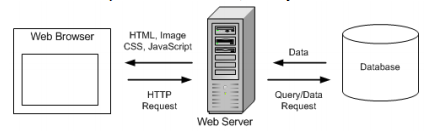 Web Browser
HTML, Image
CSS, JavaScript
HTTP
Request
Web Server
Data
Query/Data
Request
Database